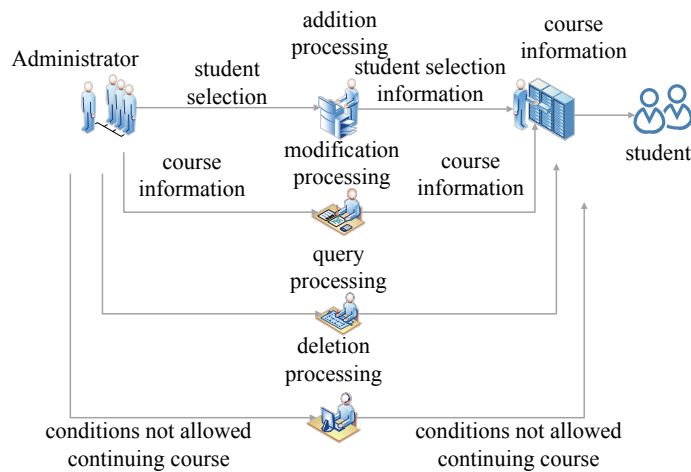 addition
processing
course
information
Administrator
student
selection
student selection
information
student
modification
processing
course
information
course
information
query
processing
deletion
processing
conditions not allowed
continuing course
conditions not allowed
continuing course